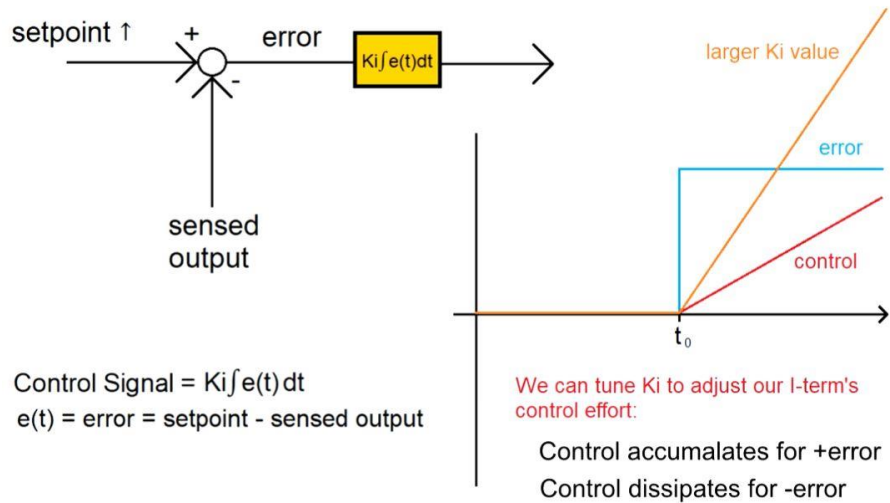 setpoint ↑
+
error
Ki∫e(t)dt
-
sensed
output
larger Ki value
error
control
t₀
Control Signal = Ki∫e(t) dt
e(t) = error = setpoint - sensed output
We can tune Ki to adjust our I-term's
control effort:
Control accumalates for +error
Control dissipates for -error